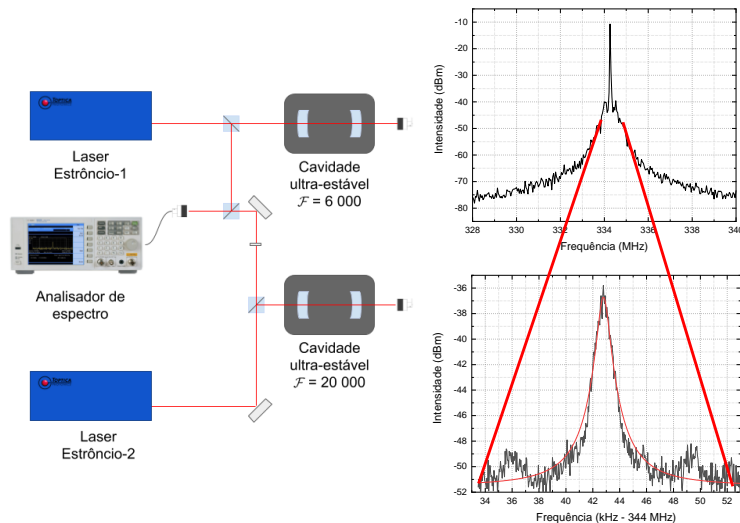 Laser
Estrôncio-1
Cavidade
ultra-estável
ℱ = 6 000
Analisador de
espectro
Cavidade
ultra-estável
ℱ = 20 000
Laser
Estrôncio-2
Intensidade (dBm)
-10
-20
-30
-40
-50
-60
-70
-80
328 330 332 334 336 338 340
Frequência (MHz)
Intensidade (dBm)
-36
-38
-40
-42
-44
-46
-48
-50
-52
34 36 38 40 42 44 46 48 50 52
Frequência (kHz - 344 MHz)